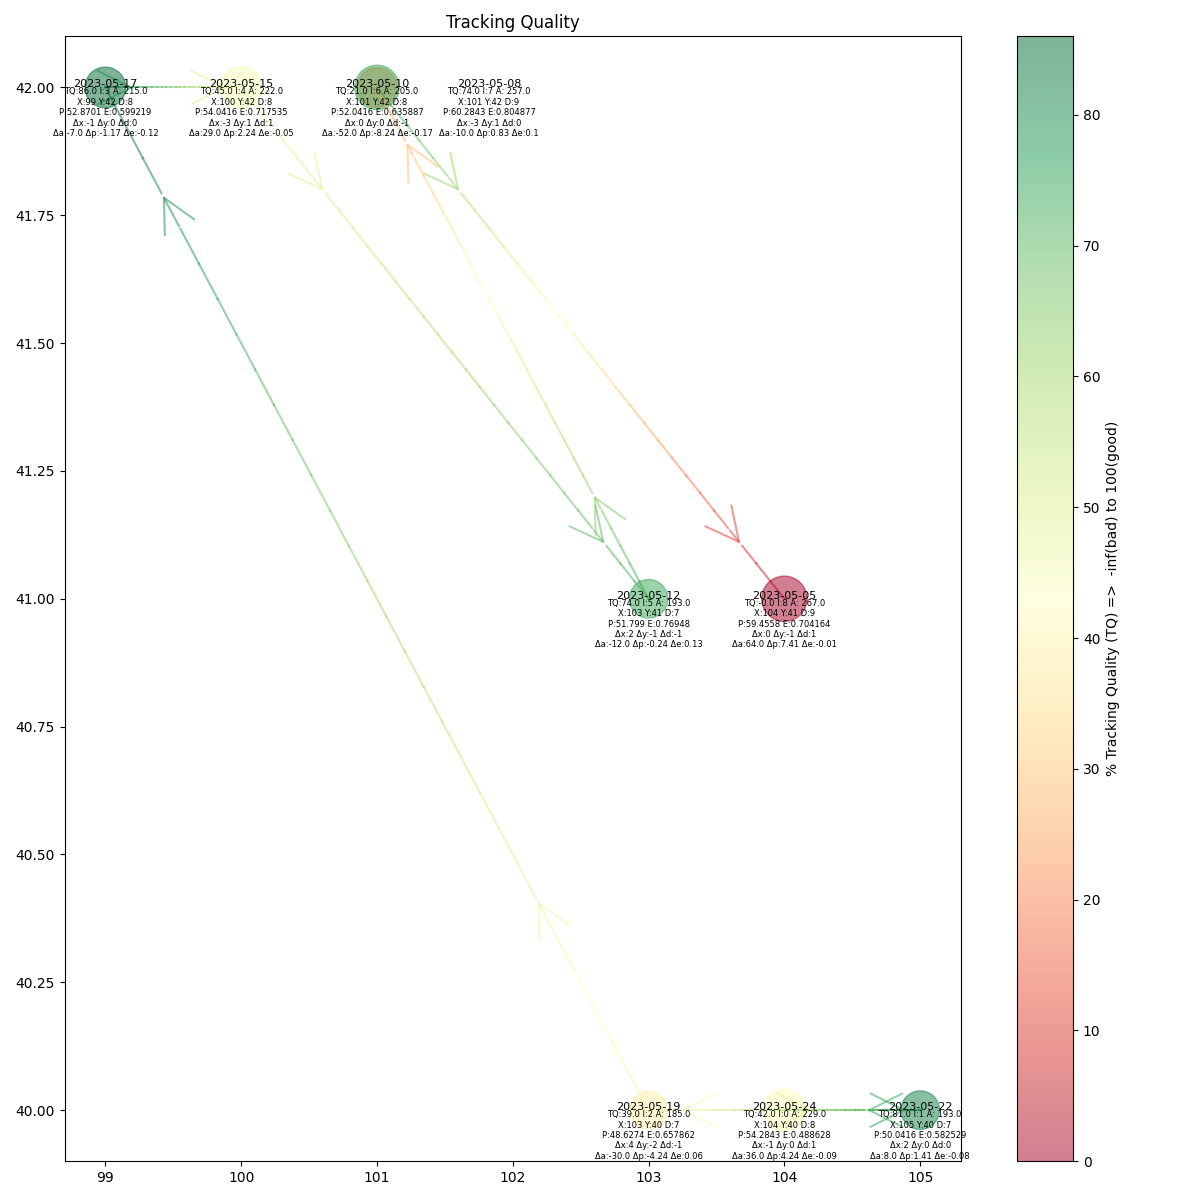 Tracking Quality
42.00
41.75
41.50
41.25
41.00
40.75
40.50
40.25
40.00
99
100
101
102
103
104
105
2023-05-17
TQ:86.0 I:3 A: 215.0
X:99 Y:42 D:8
P:52.8701 E:0.599219
Δx:-1 Δy:0 Δd:0
Δa:-7.0 Δp:-1.17 Δe:-0.12
2023-05-15
TQ:45.0 I:4 A: 222.0
X:100 Y:42 D:8
P:54.0416 E:0.717535
Δx:-3 Δy:1 Δd:1
Δa:29.0 Δp:2.24 Δe:-0.05
2023-05-10
TQ:21.0 I:6 A: 205.0
X:101 Y:42 D:8
P:52.0416 E:0.635887
Δx:0 Δy:0 Δd:-1
Δa:-52.0 Δp:-8.24 Δe:-0.17
2023-05-08
TQ:74.0 I:7 A: 257.0
X:101 Y:42 D:9
P:60.2843 E:0.804877
Δx:-3 Δy:1 Δd:0
Δa:-10.0 Δp:0.83 Δe:0.1
2023-05-12
TQ:74.0 I:5 A: 193.0
X:103 Y:41 D:7
P:51.799 E:0.76948
Δx:2 Δy:-1 Δd:-1
Δa:-12.0 Δp:-0.24 Δe:0.13
2023-05-05
TQ:-0.0 I:8 A: 267.0
X:104 Y:41 D:9
P:59.4558 E:0.704164
Δx:0 Δy:-1 Δd:1
Δa:64.0 Δp:7.41 Δe:-0.01
2023-05-19
TQ:39.0 I:2 A: 185.0
X:103 Y:40 D:7
P:48.6274 E:0.657862
Δx:4 Δy:-2 Δd:-1
Δa:-30.0 Δp:-4.24 Δe:0.06
2023-05-24
TQ:42.0 I:0 A: 229.0
X:104 Y:40 D:8
P:54.2843 E:0.488628
Δx:-1 Δy:0 Δd:1
Δa:36.0 Δp:4.24 Δe:-0.09
2023-05-22
TQ:81.0 I:1 A: 193.0
X:105 Y:40 D:7
P:50.0416 E:0.582529
Δx:2 Δy:0 Δd:0
Δa:8.0 Δp:1.41 Δe:-0.08
80
70
60
50
40
30
20
10
0
% Tracking Quality (TQ) => -inf(bad) to 100(good)